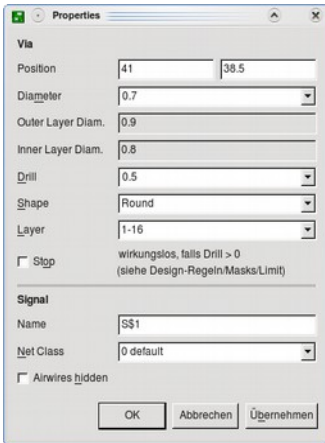 Properties
Via
Position 41 38.5
Diameter 0.7
Outer Layer Diam. 0.9
Inner Layer Diam. 0.8
Drill 0.5
Shape Round
Layer 1-16
Stop wirkungslos, falls Drill > 0
(siehe Design-Regeln/Masks/Limit)
Signal
Name S$1
Net Class 0 default
Airwires hidden
OK Abbrechen Übernehmen